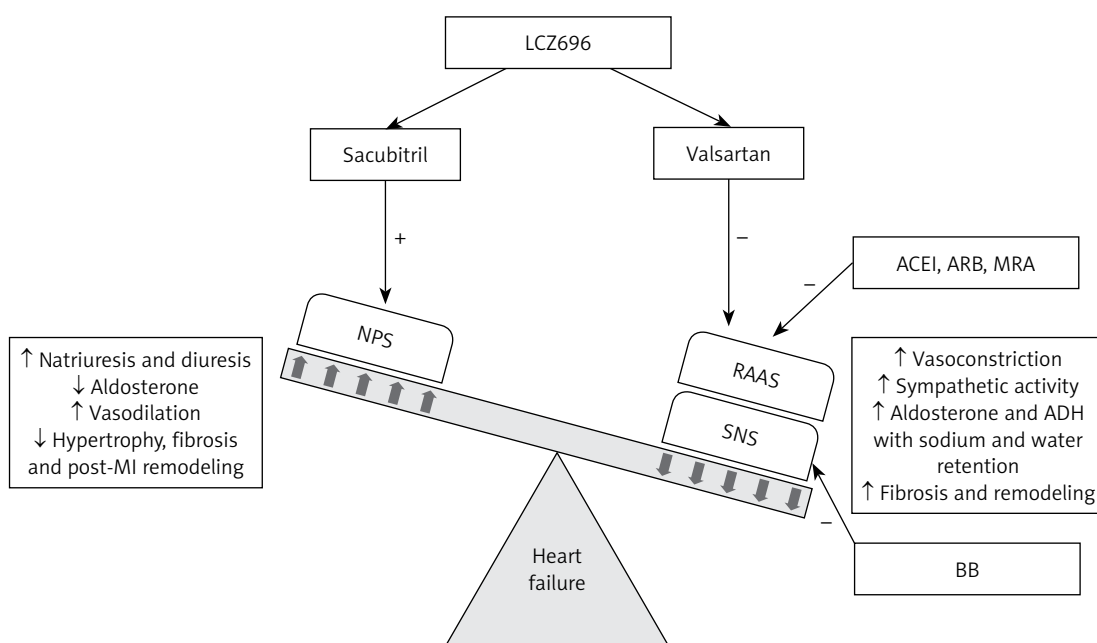 LCZ696
Sacubitril
Valsartan
+
–
ACEI, ARB, MRA
–
NPS
RAAS
SNS
↑ Natriuresis and diuresis
↓ Aldosterone
↑ Vasodilation
↓ Hypertrophy, fibrosis
and post-MI remodeling
↑ Vasoconstriction
↑ Sympathetic activity
↑ Aldosterone and ADH
with sodium and water
retention
↑ Fibrosis and remodeling
–
BB
Heart
failure